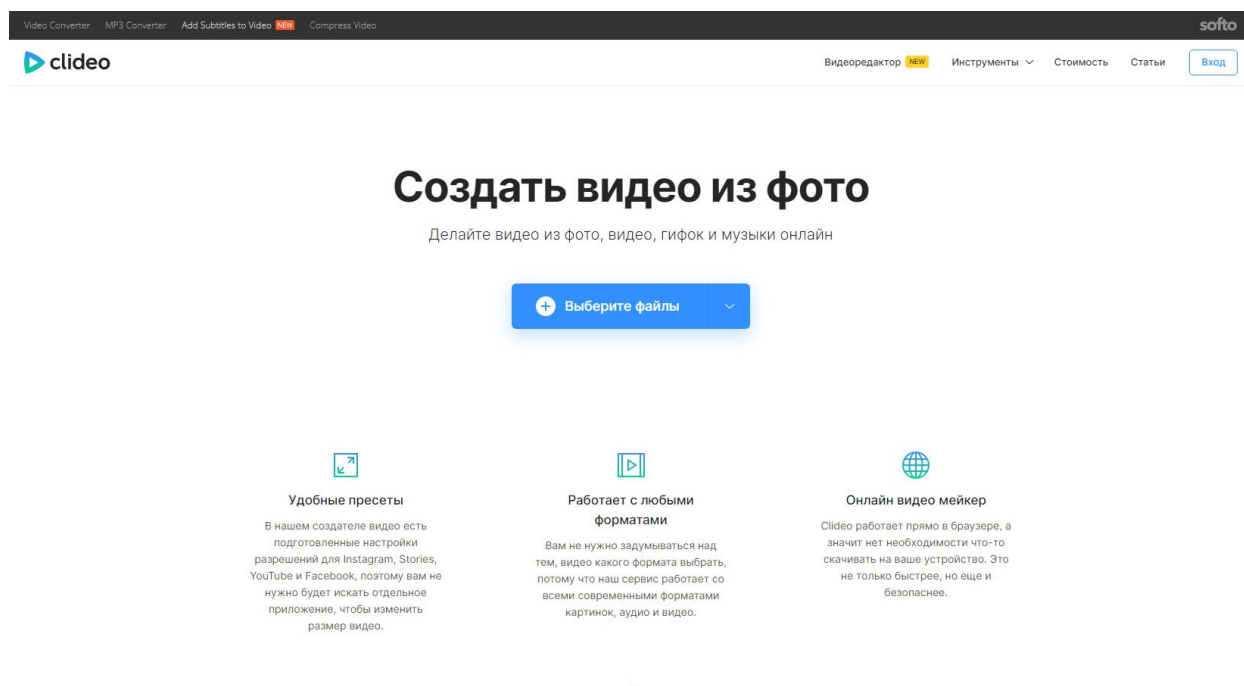 Video Converter MP3 Converter Add Subtitles to Video NEW Compress Video softo
clideo Видеоредактор NEW Инструменты Стоимость Статьи Вход
Создать видео из фото
Делайте видео из фото, видео, гифок и музыки онлайн
Выберите файлы
Удобные пресеты
В нашем создателе видео есть
подготовленные настройки
разрешений для Instagram, Stories,
YouTube и Facebook, поэтому вам не
нужно будет искать отдельное
приложение, чтобы изменить
размер видео.
Работает с любыми
форматами
Вам не нужно задумываться над
тем, видео какого формата выбрать,
потому что наш сервис работает со
всеми современными форматами
картинок, аудио и видео.
Онлайн видео мейкер
Clideo работает прямо в браузере, а
значит нет необходимости что-то
скачивать на ваше устройство. Это
не только быстрее, но еще и
безопаснее.